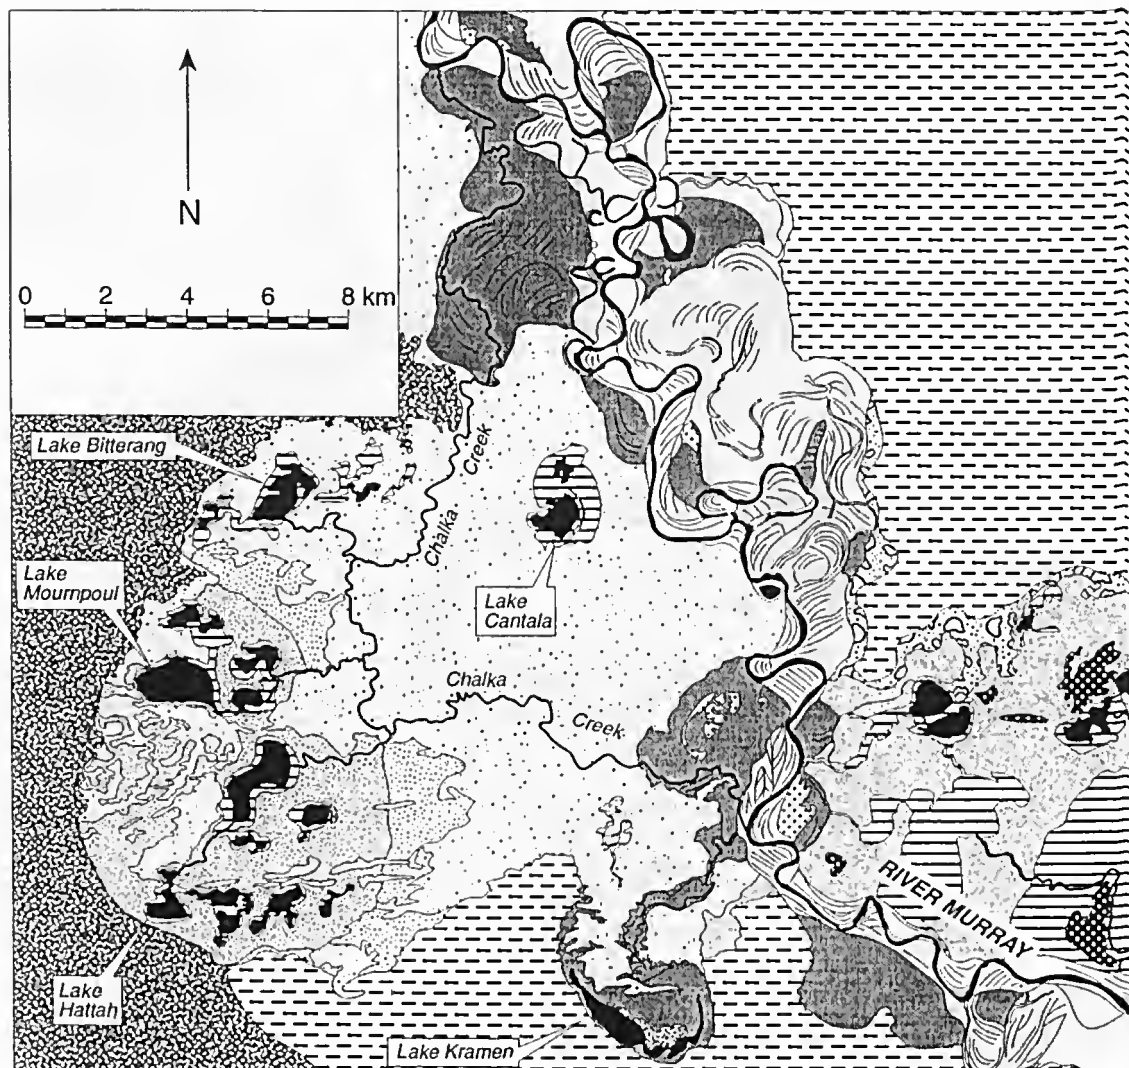 N
0 2 4 6 8 km
Lake Bitterang
Chalka
Creek
Lake
Mournpoul
Lake
Cantala
Chalka
Creek
RIVER MURRAY
Lake
Hattah
Lake Kramen